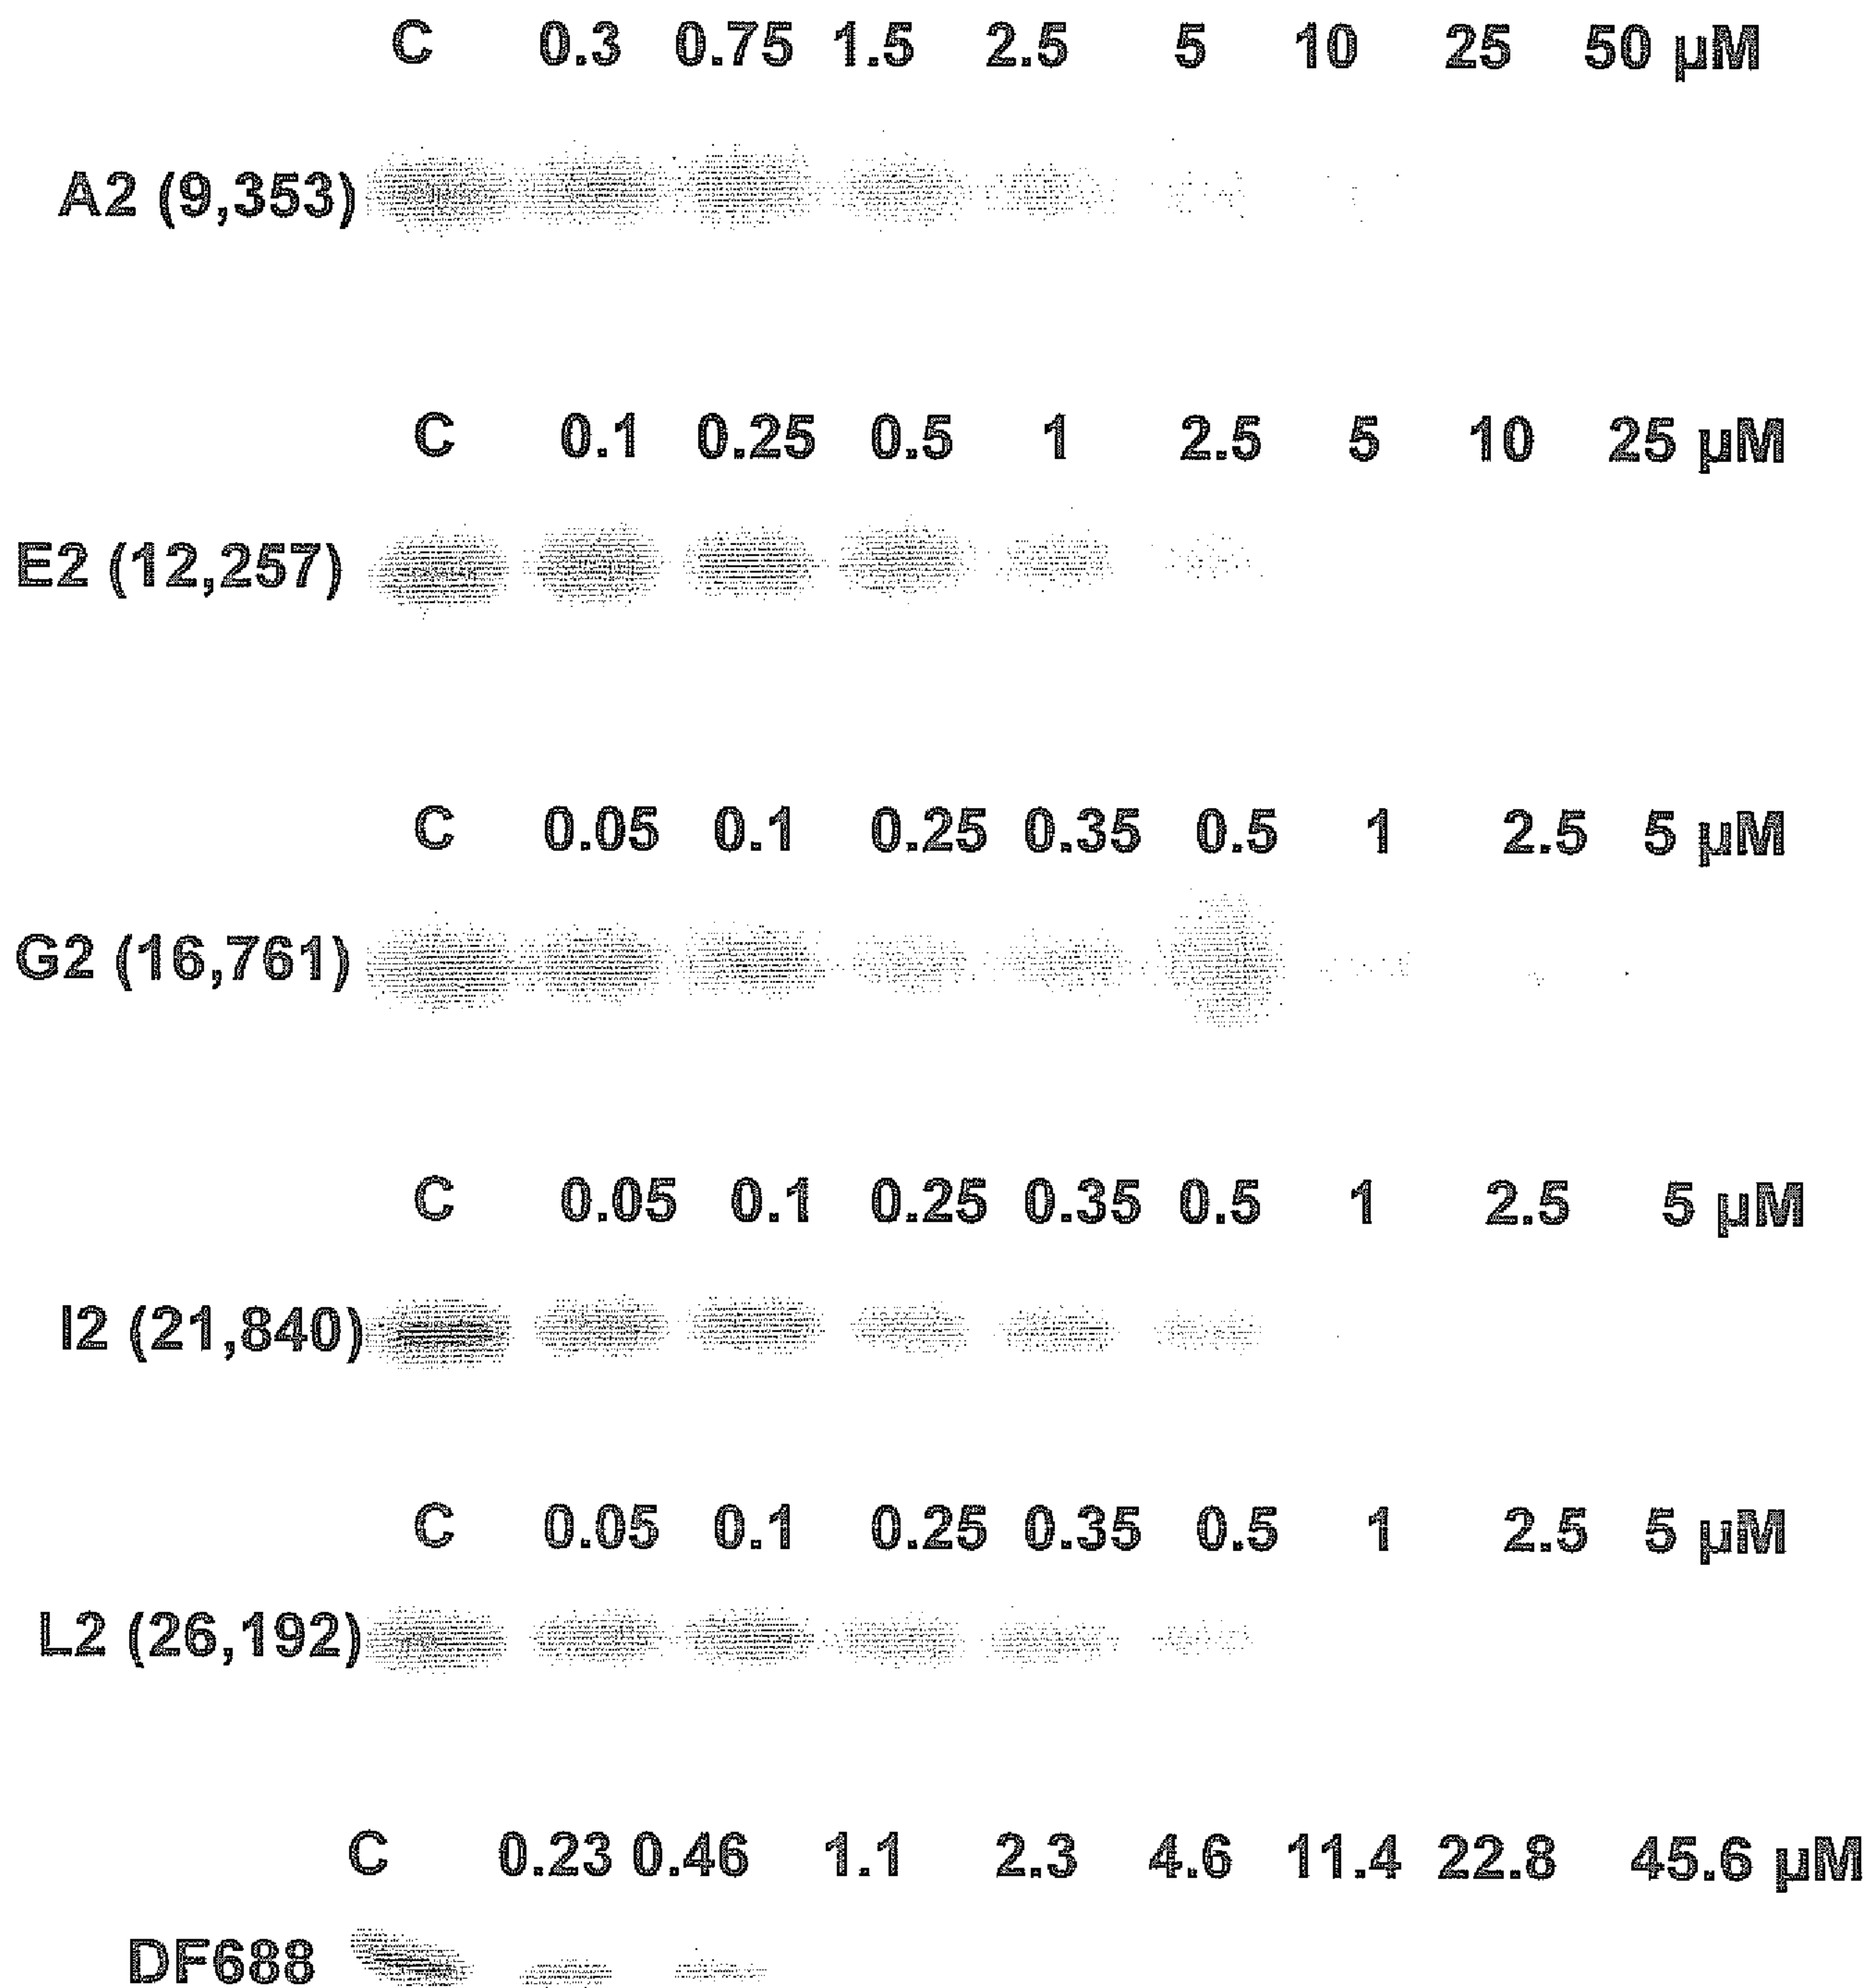 C 0.3 0.75 1.5 2.5 5 10 25 50 µM
A2 (9,353)
C 0.1 0.25 0.5 1 2.5 5 10 25 µM
E2 (12,257)
C 0.05 0.1 0.25 0.35 0.5 1 2.5 5 µM
G2 (16,761)
C 0.05 0.1 0.25 0.35 0.5 1 2.5 5 µM
I2 (21,840)
C 0.05 0.1 0.25 0.35 0.5 1 2.5 5 µM
L2 (26,192)
C 0.23 0.46 1.1 2.3 4.6 11.4 22.8 45.6 µM
DF688